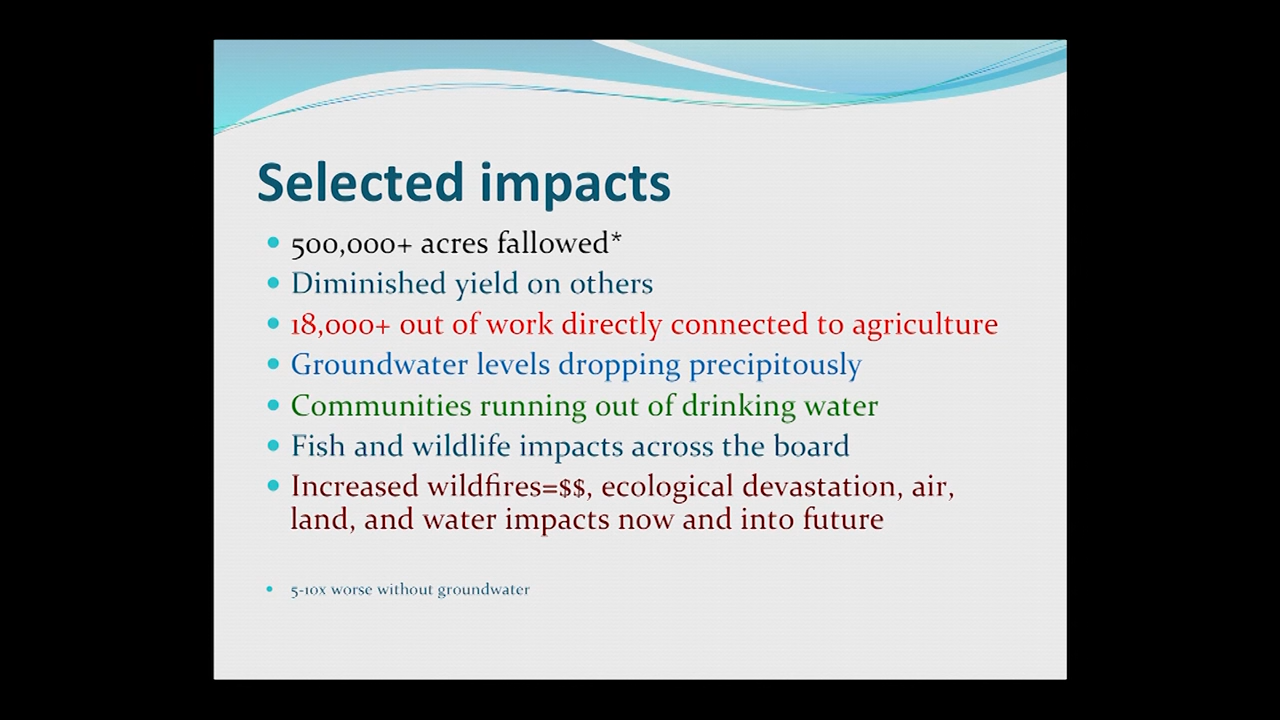 Selected impacts
500,000+ acres fallowed*
Diminished yield on others
18,000+ out of work directly connected to agriculture
Groundwater levels dropping precipitously
Communities running out of drinking water
Fish and wildlife impacts across the board
Increased wildfires=$$, ecological devastation, air,
land, and water impacts now and into future
5-10x worse without groundwater